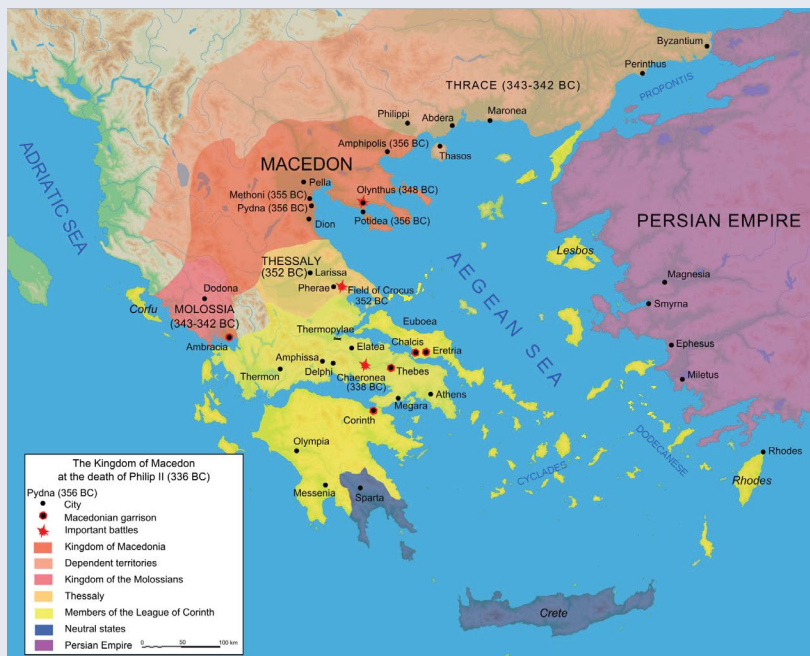 Byzantium
Perinthus
PROPONTIS
THRACE (343-342 BC)
Philippi
Abdera
Maronea
Amphipolis (356 BC)
Thasos
ADRIATIC SEA
MACEDON
Pella
Methoni (355 BC)
Olynthus (348 BC)
Pydna (356 BC)
Potidea (356 BC)
Dion
PERSIAN EMPIRE
THESSALY
(352 BC)
Larissa
Pherae
Field of Crocus
352 BC
AEGEAN SEA
Lesbos
Magnesia
Smyrna
Dodona
Corfu
MOLOSSIA
(343-342 BC)
Ambracia
Thermopylae
Euboea
Elatea
Chalcis
Eretria
Ephesus
Amphissa
Delphi
Chaeronea
(338 BC)
Thebes
Thermon
Miletus
Megara
Athens
Corinth
Olympia
DODECANESE
CYCLADES
Rhodes
Rhodes
Messenia
Sparta
Crete
The Kingdom of Macedon
at the death of Philip II (336 BC)
Pydna (356 BC)
City
Macedonian garrison
Important battles
Kingdom of Macedonia
Dependent territories
Kingdom of the Molossians
Thessaly
Members of the League of Corinth
Neutral states
Persian Empire
0 50 100 km